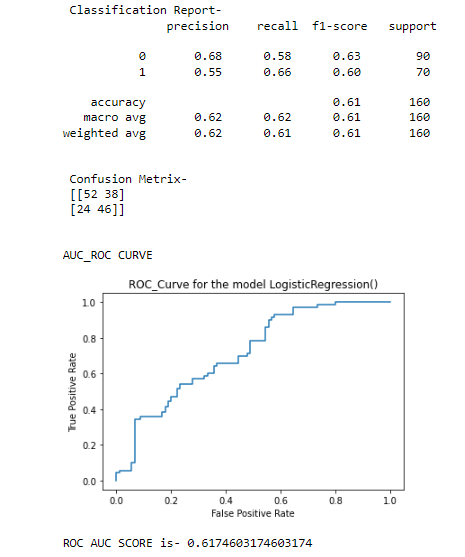 Classification Report-
precision recall f1-score support
0 0.68 0.58 0.63 90
1 0.55 0.66 0.60 70
accuracy 0.61 160
macro avg 0.62 0.62 0.61 160
weighted avg 0.62 0.61 0.61 160
Confusion Metrix-
[[52 38]
[24 46]]
AUC_ROC CURVE
ROC_Curve for the model LogisticRegression()
1.0
0.8
0.6
0.4
0.2
0.0
True Positive Rate
0.0 0.2 0.4 0.6 0.8 1.0
False Positive Rate
ROC AUC SCORE is- 0.6174603174603174